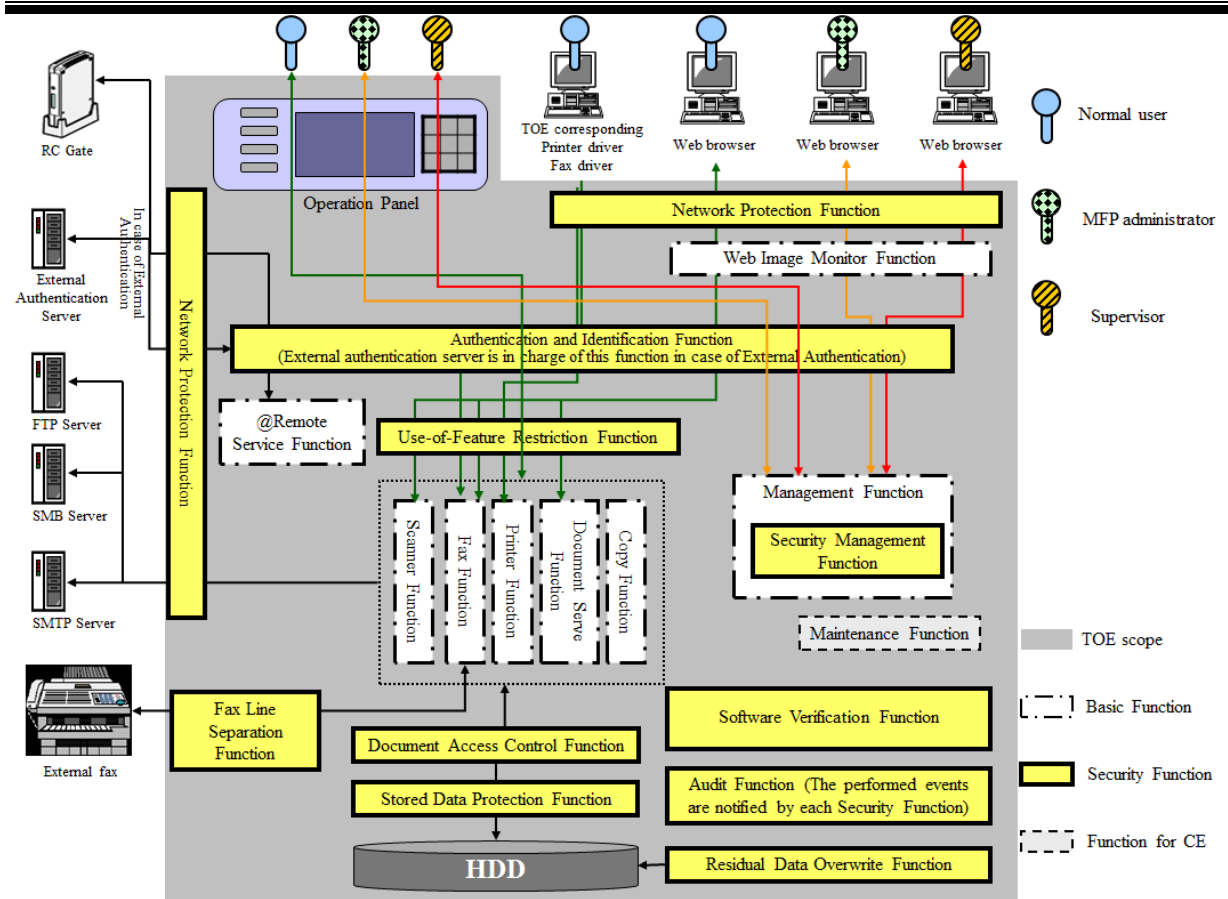 RC Gate
Operation Panel
TOE corresponding
Printer driver
Fax driver
Web browser
Web browser
Web browser
Normal user
MFP administrator
Supervisor
In case of External
Authentication
External
Authentication
Server
Network Protection Function
Network Protection Function
Web Image Monitor Function
Authentication and Identification Function
(External authentication server is in charge of this function in case of External Authentication)
FTP Server
SMB Server
SMTP Server
@Remote
Service Function
Use-of-Feature Restriction Function
Scanner Function
Fax Function
Printer Function
Document Serve
Function
Copy Function
Management Function
Security Management
Function
Maintenance Function
External fax
Fax Line
Separation
Function
Document Access Control Function
Stored Data Protection Function
HDD
Software Verification Function
Audit Function (The performed events
are notified by each Security Function)
Residual Data Overwrite Function
TOE scope
Basic Function
Security Function
Function for CE